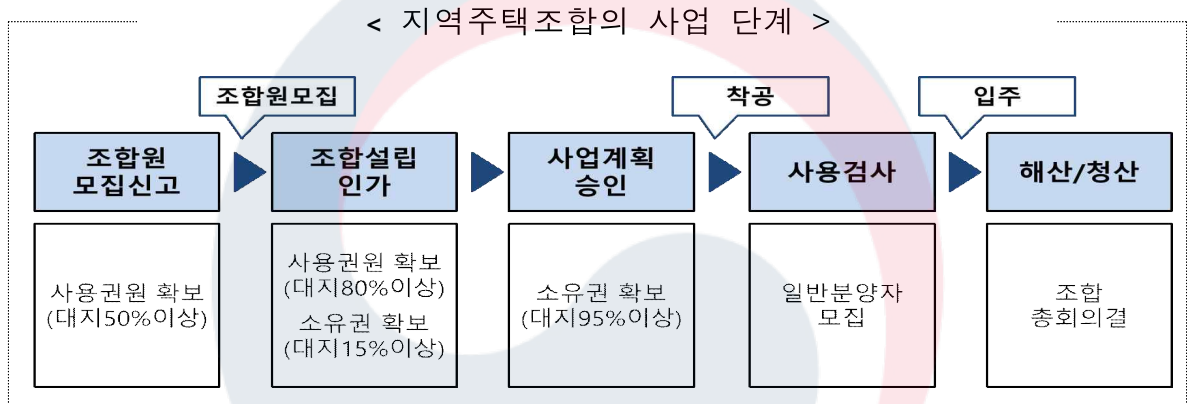 < 지역주택조합의 사업 단계 >
조합원모집
착공
입주
조합원
모집신고
조합설립
인가
사업계획
승인
사용검사
해산/청산
사용권원 확보
(대지50%이상)
사용권원 확보
(대지80%이상)
소유권 확보
(대지15%이상)
소유권 확보
(대지95%이상)
일반분양자
모집
조합
총회의결